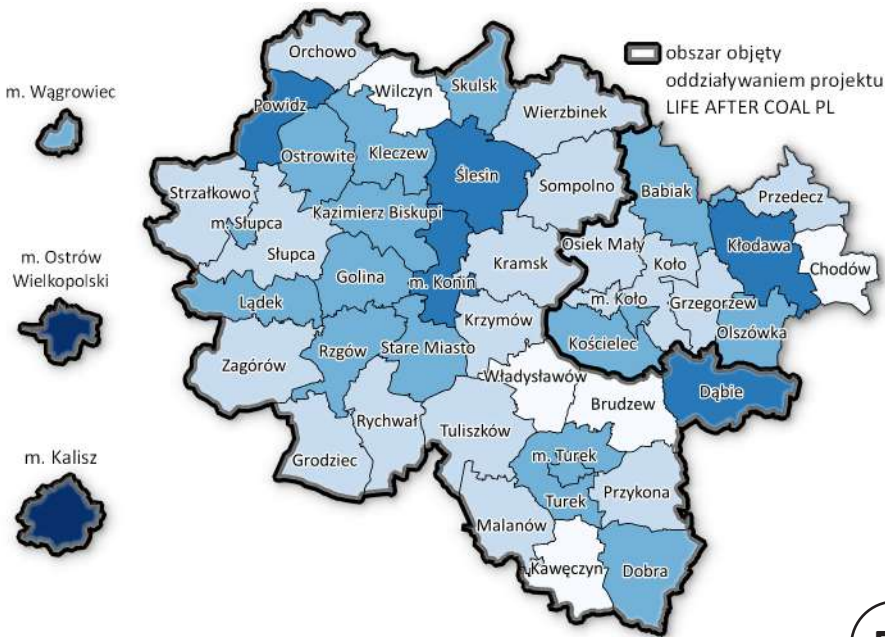 obszar objęty
oddziaływaniem projektu
LIFE AFTER COAL PL
m. Wągrowiec
m. Ostrów
Wielkopolski
m. Kalisz
Orchowo
Wilczyn
Skulsk
Powidz
Wierzbinek
Ostrowite
Kleczew
Ślesin
Sompolno
Babiak
Przedecz
Strzałkowo
m. Słupca
Kazimierz Biskupi
Słupca
Osiek Mały
Kłodawa
Koło
Chodów
Golina
m. Konin
Kramsk
Lądek
m. Koło
Grzegorzew
Krzymów
Olszówka
Kościelec
Zagórów
Rzgów
Stare Miasto
Władysławów
Dąbie
Brudzew
Rychwał
Tuliszków
Grodziec
m. Turek
Przykona
Turek
Malanów
Kawęczyn
Dobra